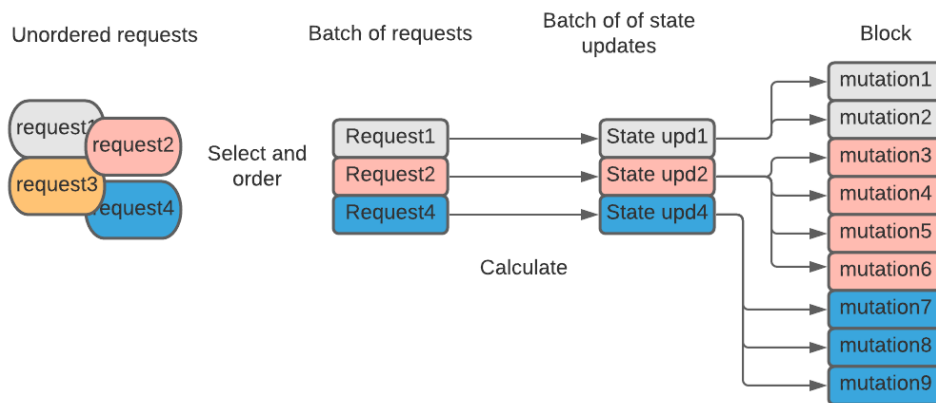 Unordered requests
Batch of requests
Batch of of state
updates
Block
request1
request2
request3
request4
Select and
order
Request1
Request2
Request4
Calculate
State upd1
State upd2
State upd4
mutation1
mutation2
mutation3
mutation4
mutation5
mutation6
mutation7
mutation8
mutation9